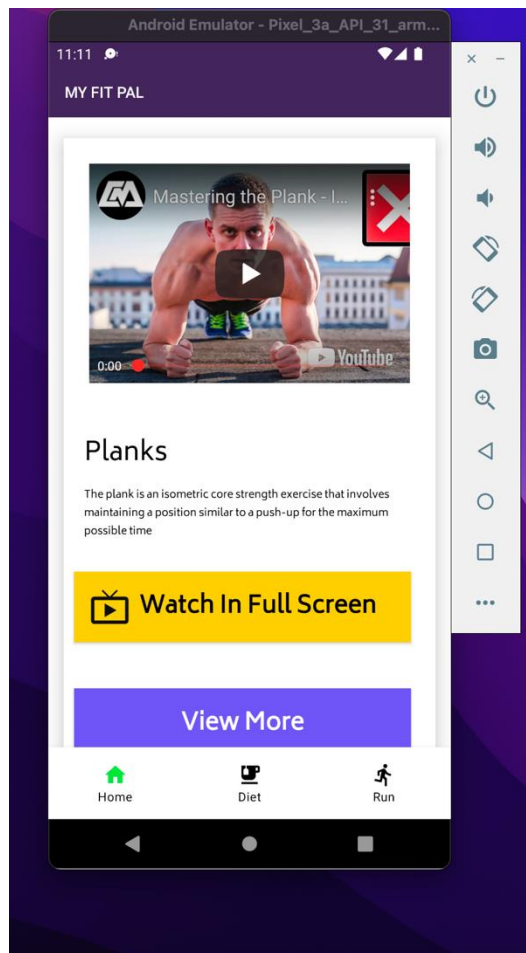 Android Emulator - Pixel_3a_API_31_arm...
11:11
MY FIT PAL
Mastering the Plank - I...
0:00
YouTube
Planks
The plank is an isometric core strength exercise that involves
maintaining a position similar to a push-up for the maximum
possible time
Watch In Full Screen
View More
Home
Diet
Run